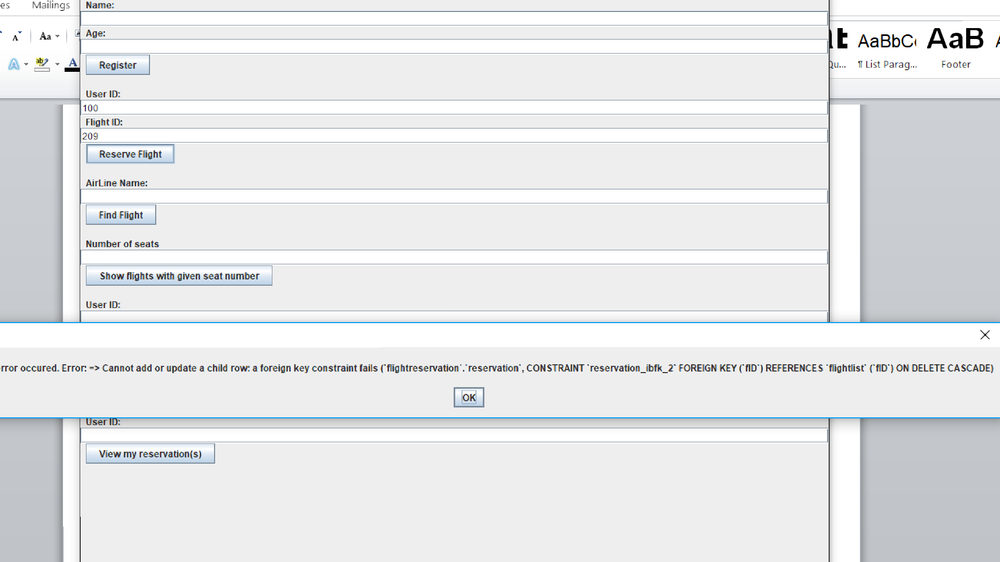 es Mailings
Name:
Age:
Aa
AaBbC AaB
Register
Qu... ¶ List Parag... Footer
User ID:
100
Flight ID:
209
Reserve Flight
AirLine Name:
Find Flight
Number of seats
Show flights with given seat number
User ID:
rror occured. Error: => Cannot add or update a child row: a foreign key constraint fails (`flightreservation`.`reservation`, CONSTRAINT `reservation_ibfk_2` FOREIGN KEY (`fID`) REFERENCES `flightlist` (`fID`) ON DELETE CASCADE)
OK
User ID:
View my reservation(s)